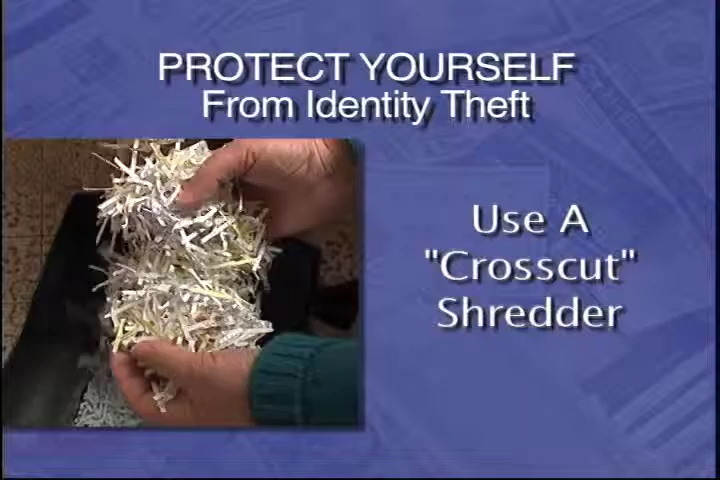 PROTECT YOURSELF
From Identity Theft
Use A
"Crosscut"
Shredder